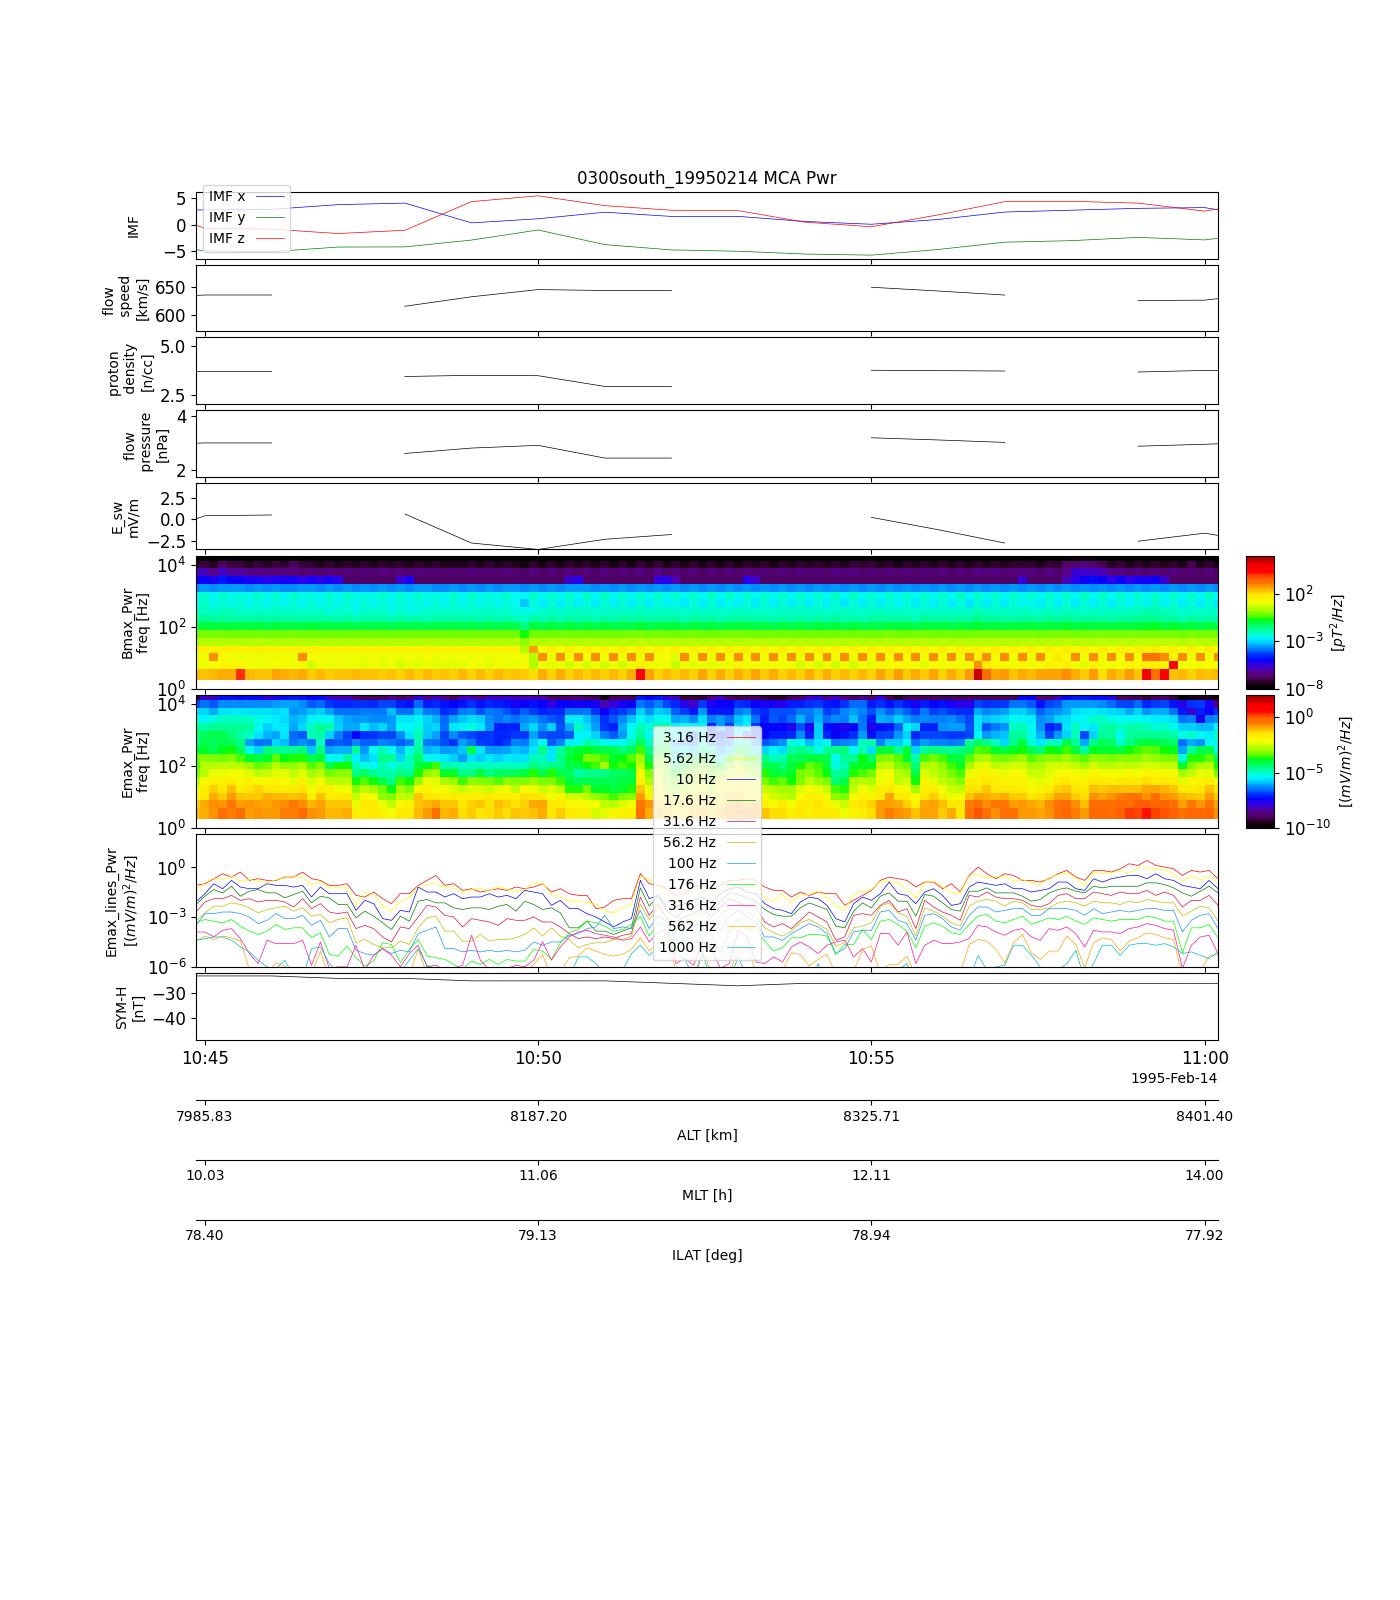 0300south_19950214 MCA Pwr
IMF
5
0
−5
IMF x
IMF y
IMF z
flow
speed
[km/s]
650
600
proton
density
[n/cc]
5.0
2.5
flow
pressure
[nPa]
4
2
E_sw
mV/m
2.5
0.0
−2.5
Bmax_Pwr
freq [Hz]
10^4
10^2
10^0
10^2
10^−3
10^−8
[pT^2/Hz]
Emax_Pwr
freq [Hz]
10^4
10^2
10^0
10^0
10^−5
10^−10
[(mV/m)^2/Hz]
3.16 Hz
5.62 Hz
10 Hz
17.6 Hz
31.6 Hz
56.2 Hz
100 Hz
176 Hz
316 Hz
562 Hz
1000 Hz
Emax_lines_Pwr
[(mV/m)^2/Hz]
10^0
10^−3
10^−6
SYM-H
[nT]
−30
−40
10:45 10:50 10:55 11:00
1995-Feb-14
7985.83 8187.20 8325.71 8401.40
ALT [km]
10.03 11.06 12.11 14.00
MLT [h]
78.40 79.13 78.94 77.92
ILAT [deg]